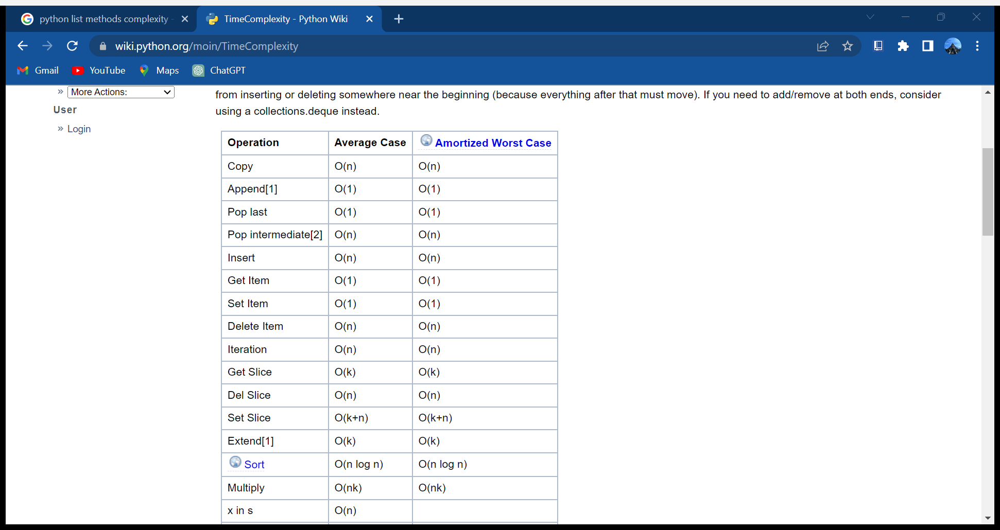 python list methods complexity -
TimeComplexity - Python Wiki
wiki.python.org/moin/TimeComplexity
Gmail YouTube Maps ChatGPT
» More Actions:
User
» Login
from inserting or deleting somewhere near the beginning (because everything after that must move). If you need to add/remove at both ends, consider
using a collections.deque instead.
Operation Average Case Amortized Worst Case
Copy O(n) O(n)
Append[1] O(1) O(1)
Pop last O(1) O(1)
Pop intermediate[2] O(n) O(n)
Insert O(n) O(n)
Get Item O(1) O(1)
Set Item O(1) O(1)
Delete Item O(n) O(n)
Iteration O(n) O(n)
Get Slice O(k) O(k)
Del Slice O(n) O(n)
Set Slice O(k+n) O(k+n)
Extend[1] O(k) O(k)
Sort O(n log n) O(n log n)
Multiply O(nk) O(nk)
x in s O(n)